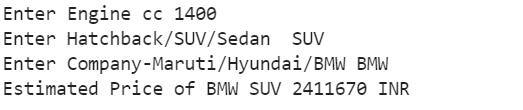 Enter Engine cc 1400
Enter Hatchback/SUV/Sedan  SUV
Enter Company-Maruti/Hyundai/BMW BMW
Estimated Price of BMW SUV 2411670 INR